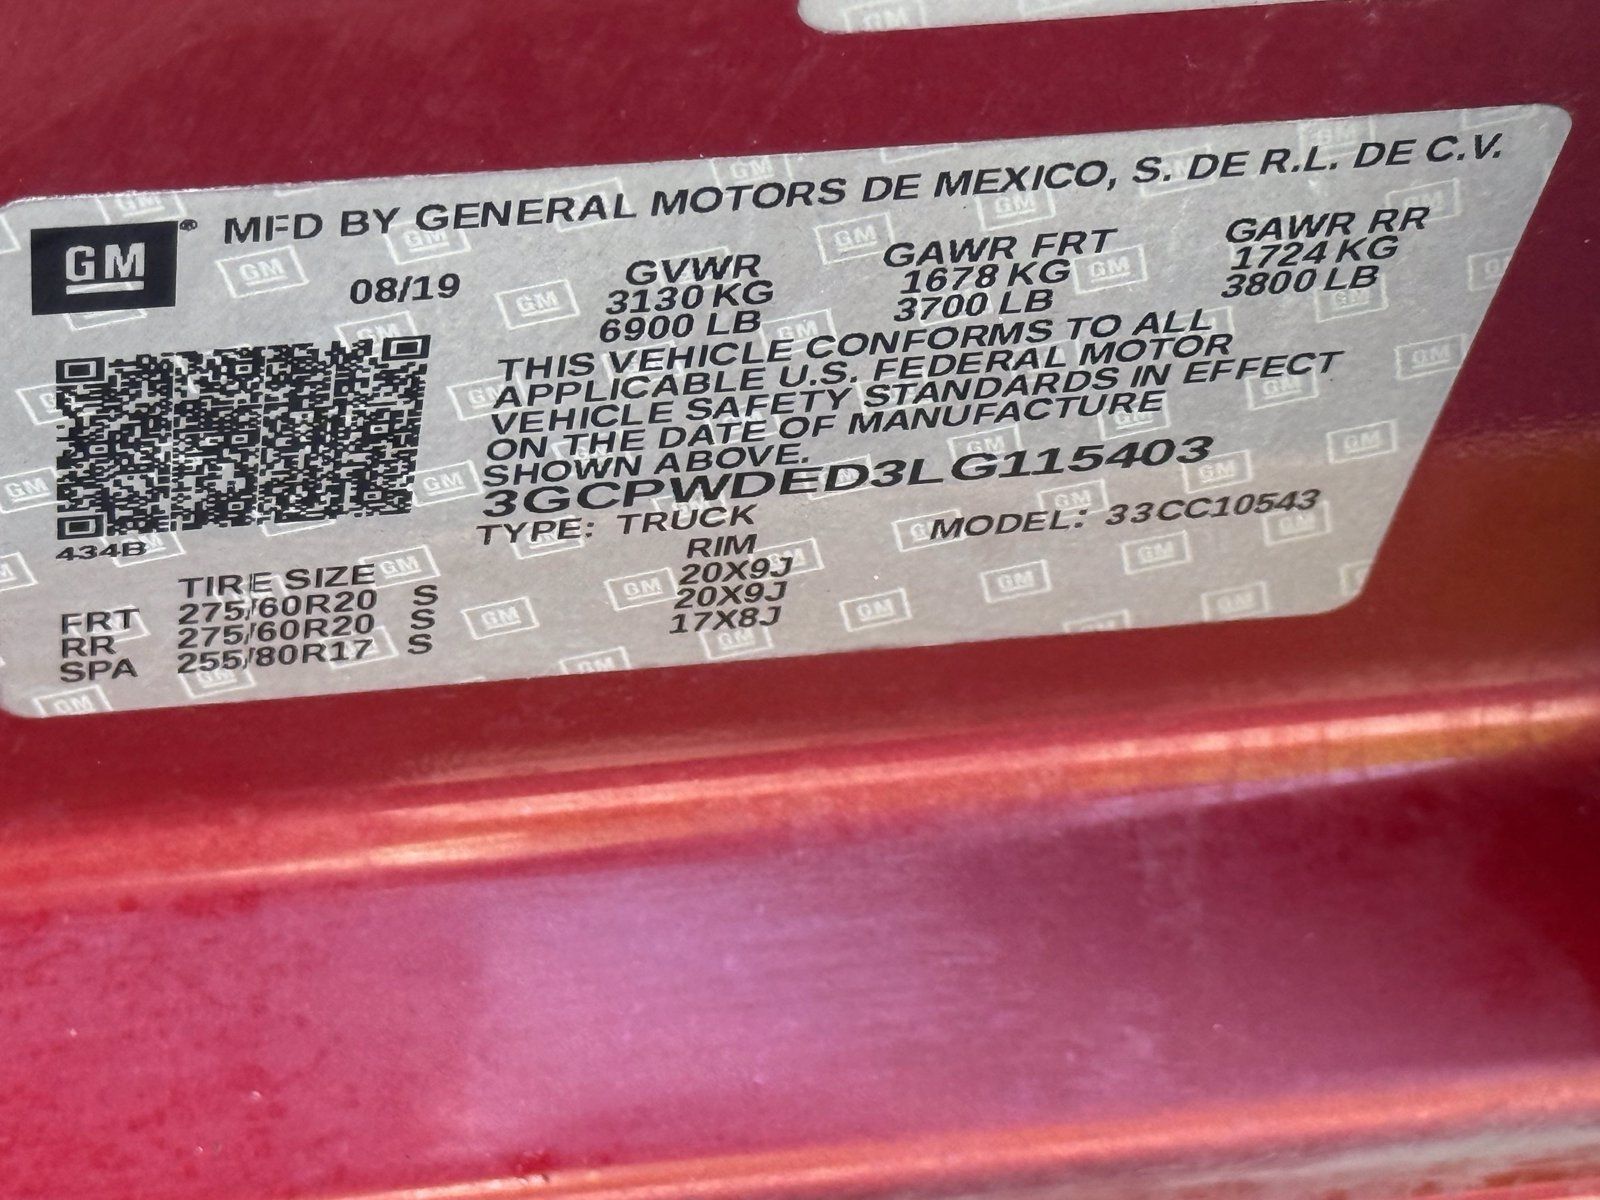 GM ® MFD BY GENERAL MOTORS DE MEXICO, S. DE R.L. DE C.V.
08/19
GVWR GAWR FRT GAWR RR
3130 KG 1678 KG 1724 KG
6900 LB 3700 LB 3800 LB
THIS VEHICLE CONFORMS TO ALL
APPLICABLE U.S. FEDERAL MOTOR
VEHICLE SAFETY STANDARDS IN EFFECT
ON THE DATE OF MANUFACTURE
SHOWN ABOVE.
3GCPWDED3LG115403
TYPE: TRUCK MODEL: 33CC10543
434B
TIRE SIZE RIM
FRT 275/60R20 S 20X9J
RR 275/60R20 S 20X9J
SPA 255/80R17 S 17X8J